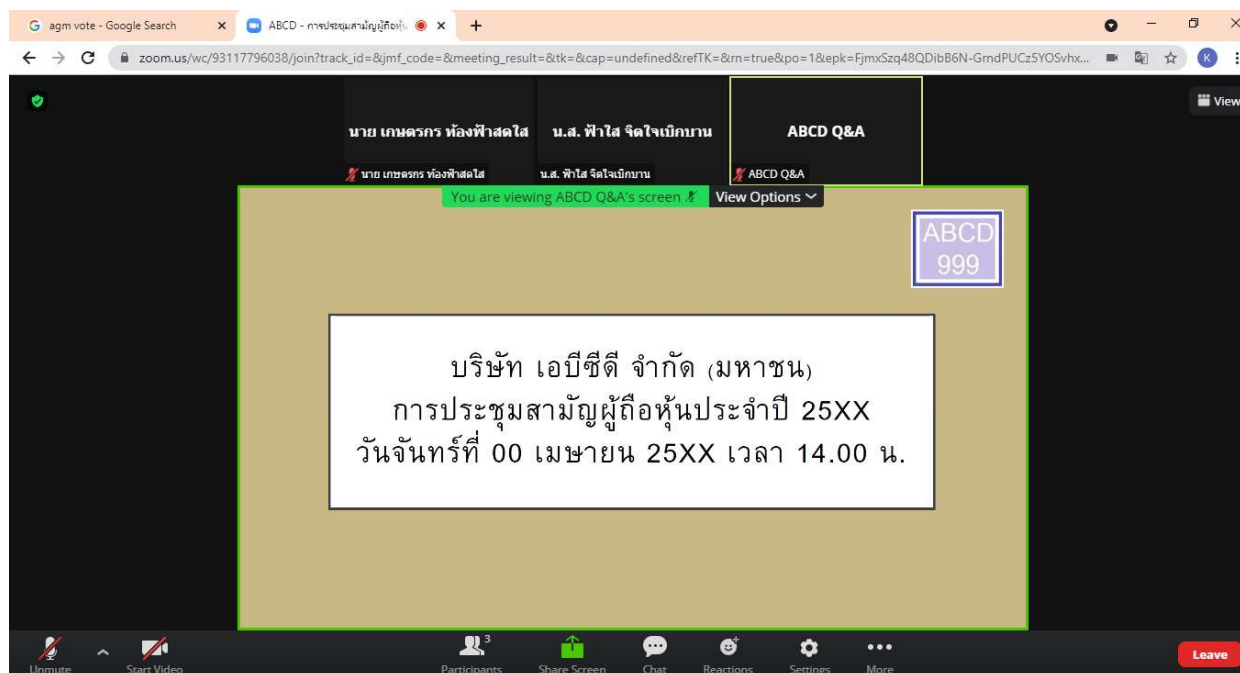 agm vote - Google Search
ABCD - การประชุมสามัญผู้ถือหุ้น
zoom.us/wc/93117796038/join?track_id=&jmf_code=&meeting_result=&tk=&cap=undefined&refTK=&rn=true&po=1&epk=FjmxSzq48QDibB6N-GrndPUCz5YOSvhx...
K
View
นาย เกษตรกร ท้องฟ้าสดใส น.ส. ฟ้าใส จิตใจเบิกบาน ABCD Q&A
นาย เกษตรกร ท้องฟ้าสดใส น.ส. ฟ้าใส จิตใจเบิกบาน ABCD Q&A
You are viewing ABCD Q&A's screen View Options
ABCD
999
บริษัท เอบีซีดี จำกัด (มหาชน)
การประชุมสามัญผู้ถือหุ้นประจำปี 25XX
วันจันทร์ที่ 00 เมษายน 25XX เวลา 14.00 น.
3
Unmute Start Video Participants Share Screen Chat Reactions Settings More Leave